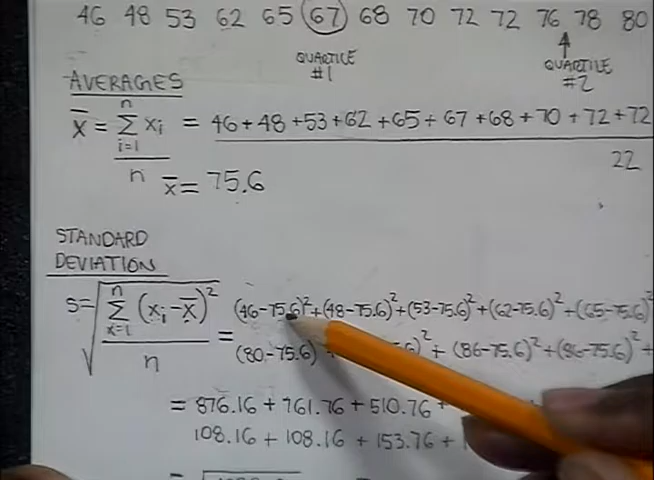 46 48 53 62 65 67 68 70 72 72 76 78 80
QUARTILE #1
QUARTILE #2
AVERAGES
x̄ = n Σ i=1 xi / n = 46+48+53+62+65+67+68+70+72+72 / 22
x̄ = 75.6
STANDARD
DEVIATION
s = √ n Σ x=1 (xi-x̄)² / n = (46-75.6)²+(48-75.6)²+(53-75.6)²+(62-75.6)²+(65-75.6)²
(80-75.6) + (86-75.6)²+(86-75.6)²+
= 876.16+761.76+510.76+
108.16+108.16+153.76+
=